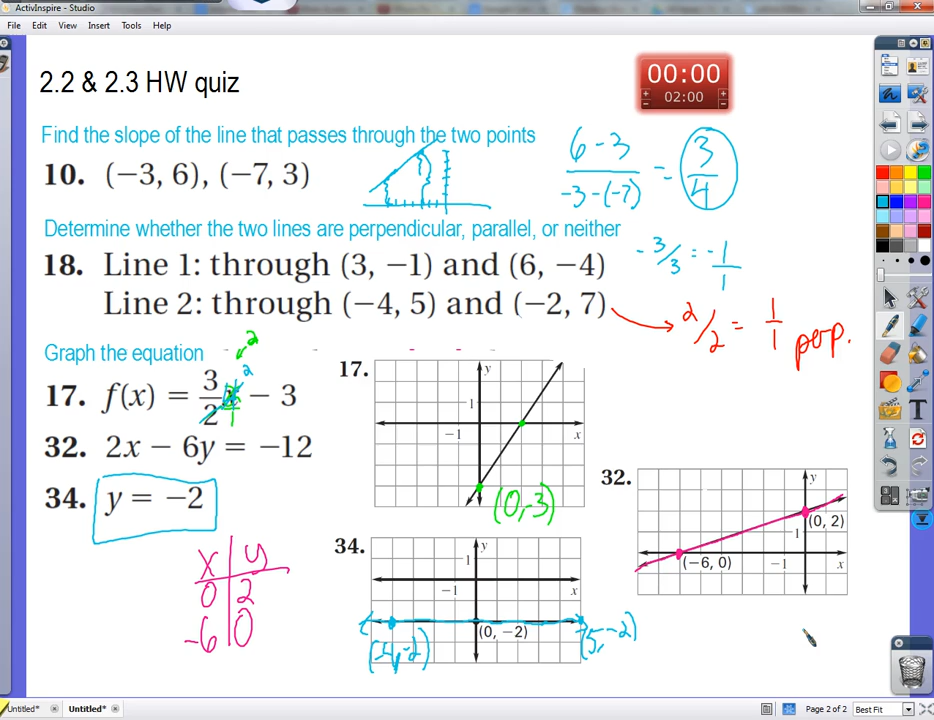 ActivInspire - Studio
File Edit View Insert Tools Help
2.2 & 2.3 HW quiz
00:00
02:00
Find the slope of the line that passes through the two points
10. (−3, 6), (−7, 3)
6 - 3
-3 - (-7)
= 3/4
Determine whether the two lines are perpendicular, parallel, or neither
18. Line 1: through (3, −1) and (6, −4)
-3/3 = -1/1
Line 2: through (−4, 5) and (−2, 7)
2/2 = 1/1 perp.
Graph the equation
2
2
17. f(x) = 3/2 x − 3
32. 2x − 6y = −12
34. y = −2
x y
0 2
-6 0
17.
y
1
−1
x
(0, -3)
32.
y
(0, 2)
1
(−6, 0)
−1
x
34.
y
1
−1
x
(0, −2)
(-4, -2)
(5, -2)
Untitled* Untitled*
Page 2 of 2
Best Fit